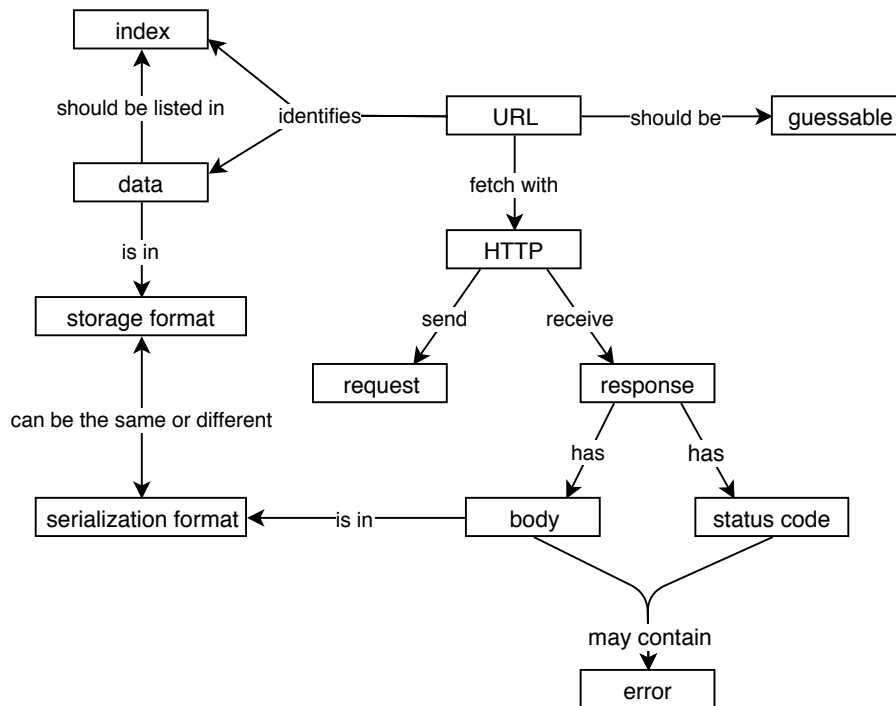 index
should be listed in
identifies
URL
should be
guessable
data
fetch with
is in
HTTP
storage format
send
receive
request
response
can be the same or different
has
has
serialization format
is in
body
status code
may contain
error